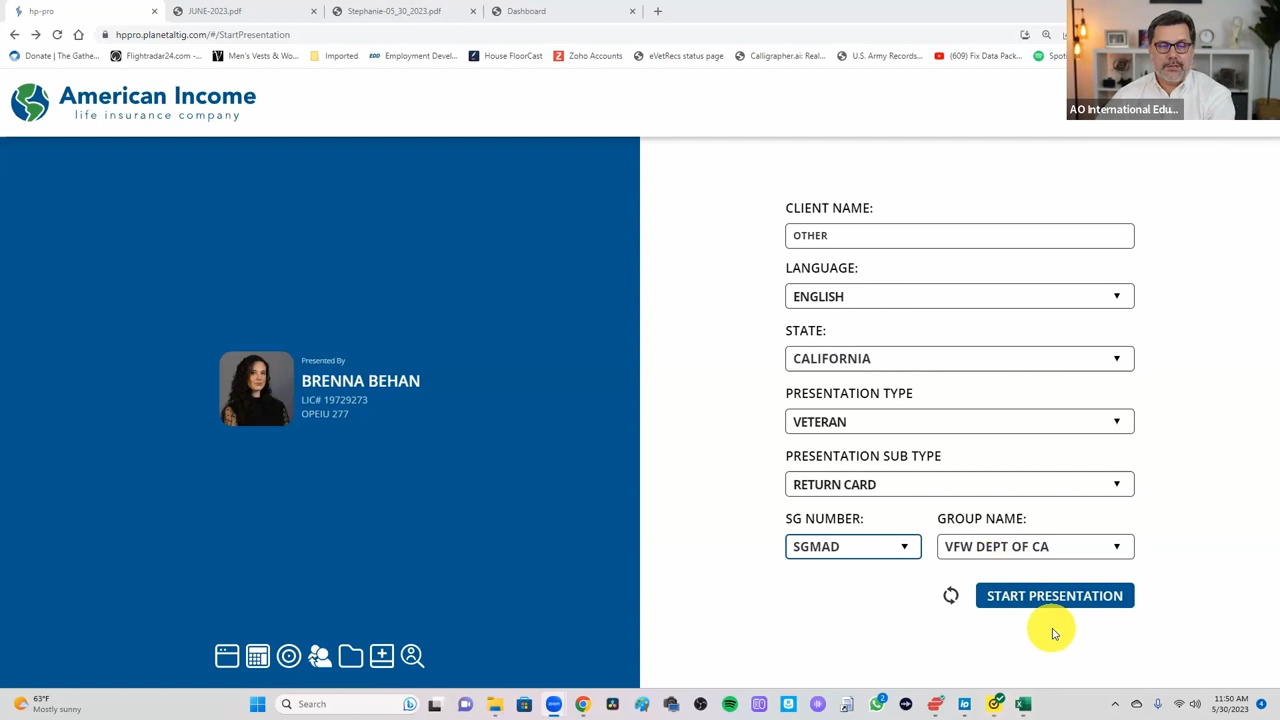 hp-pro
JUNE-2023.pdf
Stephanie-05_30_2023.pdf
Dashboard
hppro.planetaltig.com/#/StartPresentation
Donate | The Gathe...
Flightradar24.com -...
Men's Vests & Wo...
Imported
EDD Employment Devel...
House FloorCast
Zoho Accounts
eVetRecs status page
Calligrapher.ai: Real...
U.S. Army Records...
(609) Fix Data Pack...
Spot
AO International Edu...
American Income
life insurance company
Presented By
BRENNA BEHAN
LIC# 19729273
OPEIU 277
CLIENT NAME:
OTHER
LANGUAGE:
ENGLISH
STATE:
CALIFORNIA
PRESENTATION TYPE
VETERAN
PRESENTATION SUB TYPE
RETURN CARD
SG NUMBER:
GROUP NAME:
SGMAD
VFW DEPT OF CA
START PRESENTATION
63°F
Mostly sunny
Search
2
11:50 AM
5/30/2023
4